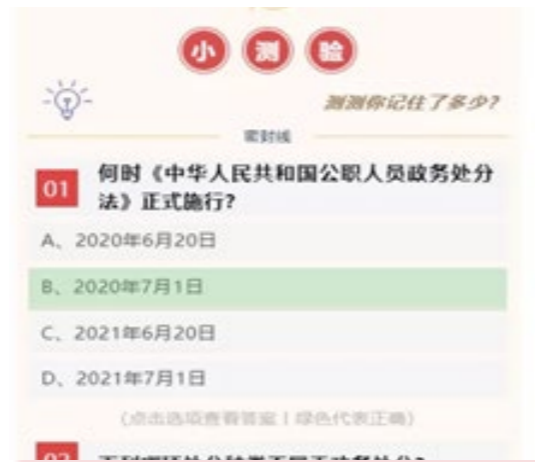 小测验
测测你记住了多少?
密封线
01 何时《中华人民共和国公职人员政务处分
法》正式施行?
A、2020年6月20日
B、2020年7月1日
C、2021年6月20日
D、2021年7月1日
(点击选项查看答案丨绿色代表正确)